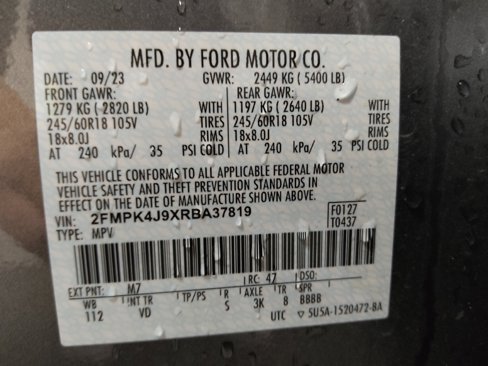 MFD. BY FORD MOTOR CO.
DATE: 09/23 GVWR: 2449 KG ( 5400 LB)
FRONT GAWR: REAR GAWR:
1279 KG ( 2820 LB) WITH 1197 KG ( 2640 LB) WITH
245/60R18 105V TIRES 245/60R18 105V TIRES
18x8.0J RIMS 18x8.0J RIMS
AT 240 kPa/ 35 PSI COLD AT 240 kPa/ 35 PSI COLD
THIS VEHICLE CONFORMS TO ALL APPLICABLE FEDERAL MOTOR
VEHICLE SAFETY AND THEFT PREVENTION STANDARDS IN
EFFECT ON THE DATE OF MANUFACTURE SHOWN ABOVE.
VIN: 2FMPK4J9XRBA37819 F0127
TYPE: MPV T0437
EXT PNT: M7 RC: 47 DSO:
WB INT TR TP/PS R AXLE TR SPR
112 VD S 3K 8 BBBB
UTC ▽ 5U5A-1520472-BA